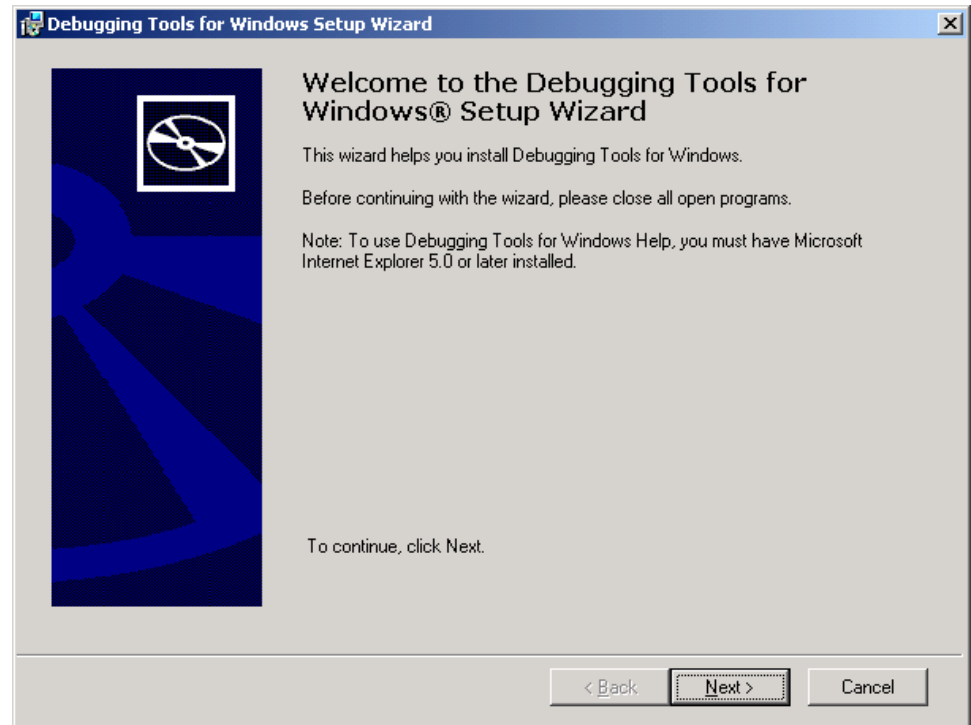 Debugging Tools for Windows Setup Wizard
Welcome to the Debugging Tools for
Windows® Setup Wizard
This wizard helps you install Debugging Tools for Windows.
Before continuing with the wizard, please close all open programs.
Note: To use Debugging Tools for Windows Help, you must have Microsoft
Internet Explorer 5.0 or later installed.
To continue, click Next.
< Back
Next >
Cancel